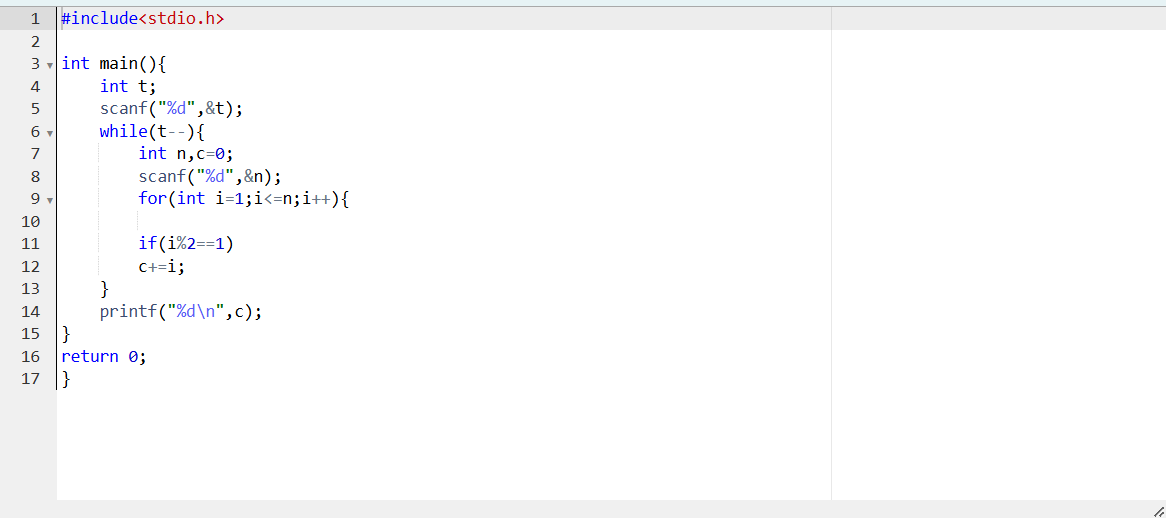 1 #include<stdio.h>
2
3 int main(){
4     int t;
5     scanf("%d",&t);
6     while(t--){
7         int n,c=0;
8         scanf("%d",&n);
9         for(int i=1;i<=n;i++){
10
11         if(i%2==1)
12         c+=i;
13     }
14     printf("%d\n",c);
15 }
16 return 0;
17 }